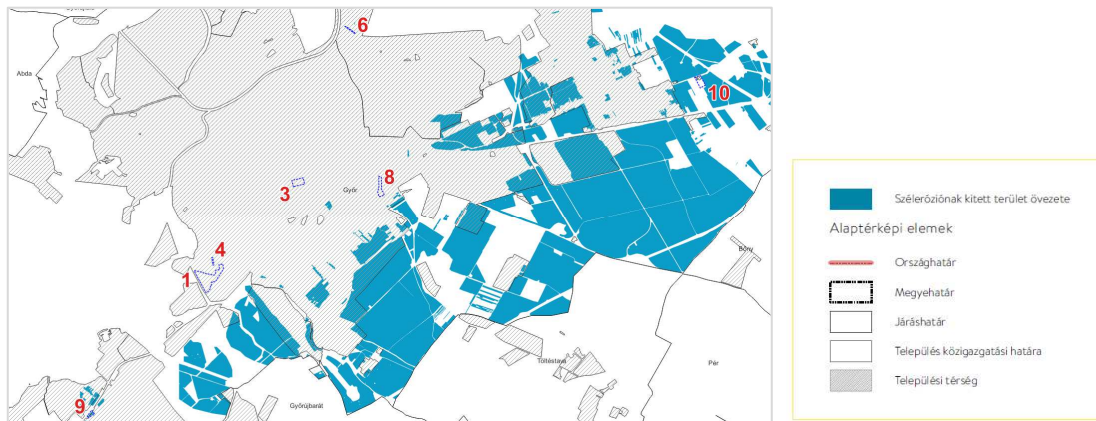 6
Abda
10
Győr
8
3
4
Bőny
1
Töltéstava
Pér
Győrújbarát
9
Széleróziónak kitett terület övezete
Alaptérképi elemek
Országhatár
Megyehatár
Járáshatár
Település közigazgatási határa
Települési térség